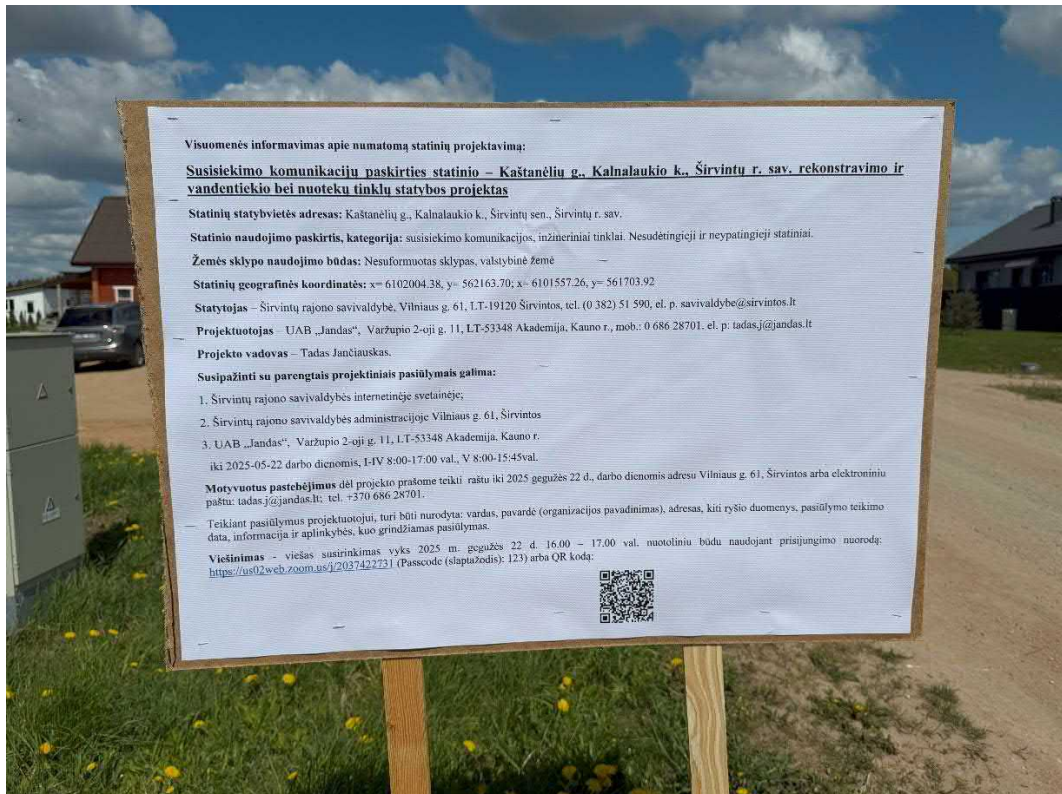 Visuomenės informavimas apie numatomą statinių projektavimą:
Susisiekimo komunikacijų paskirties statinio – Kaštanėlių g., Kalnalaukio k., Širvintų r. sav. rekonstravimo ir
vandentiekio bei nuotekų tinklų statybos projektas
Statinių statybvietės adresas: Kaštanėlių g., Kalnalaukio k., Širvintų sen., Širvintų r. sav.
Statinio naudojimo paskirtis, kategorija: susisiekimo komunikacijos, inžineriniai tinklai. Nesudėtingieji ir neypatingieji statiniai.
Žemės sklypo naudojimo būdas: Nesuformuotas sklypas, valstybinė žemė
Statinių geografinės koordinatės: x= 6102004.38, y= 562163.70; x= 6101557.26, y= 561703.92
Statytojas – Širvintų rajono savivaldybė, Vilniaus g. 61, LT-19120 Širvintos, tel. (0 382) 51 590, el. p. savivaldybe@sirvintos.lt
Projektuotojas – UAB „Jandas“, Varžupio 2-oji g. 11, LT-53348 Akademija, Kauno r., mob.: 0 686 28701. el. p: tadas.j@jandas.lt
Projekto vadovas – Tadas Jančiauskas.
Susipažinti su parengtais projektiniais pasiūlymais galima:
1. Širvintų rajono savivaldybės internetinėje svetainėje;
2. Širvintų rajono savivaldybės administracijoje Vilniaus g. 61, Širvintos
3. UAB „Jandas“, Varžupio 2-oji g. 11, LT-53348 Akademija, Kauno r.
iki 2025-05-22 darbo dienomis, I-IV 8:00-17:00 val., V 8:00-15:45val.
Motyvuotus pastebėjimus dėl projekto prašome teikti raštu iki 2025 gegužės 22 d., darbo dienomis adresu Vilniaus g. 61, Širvintos arba elektroniniu
paštu: tadas.j@jandas.lt; tel. +370 686 28701.
Teikiant pasiūlymus projektuotojui, turi būti nurodyta: vardas, pavardė (organizacijos pavadinimas), adresas, kiti ryšio duomenys, pasiūlymo teikimo
data, informacija ir aplinkybės, kuo grindžiamas pasiūlymas.
Viešinimas - viešas susirinkimas vyks 2025 m. gegužės 22 d. 16.00 – 17.00 val. nuotoliniu būdu naudojant prisijungimo nuorodą:
https://us02web.zoom.us/j/2037422731 (Passcode (slaptažodis): 123) arba QR kodą: